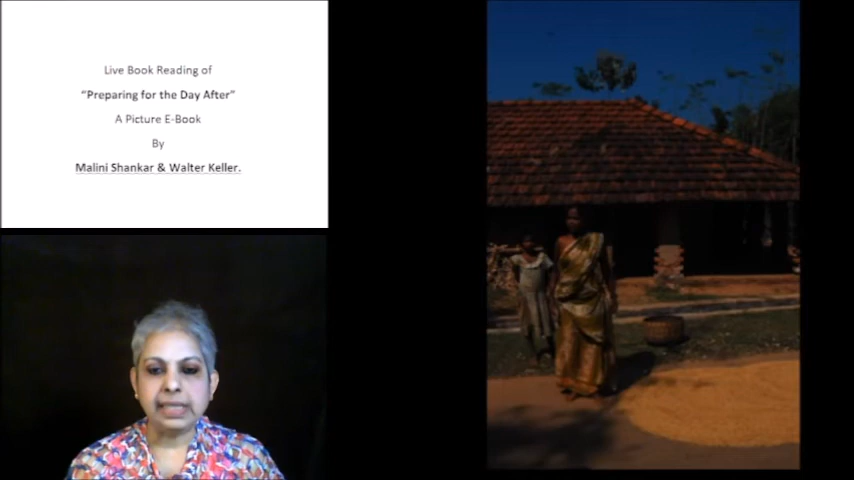 Live Book Reading of
“Preparing for the Day After”
A Picture E-Book
By
Malini Shankar & Walter Keller.